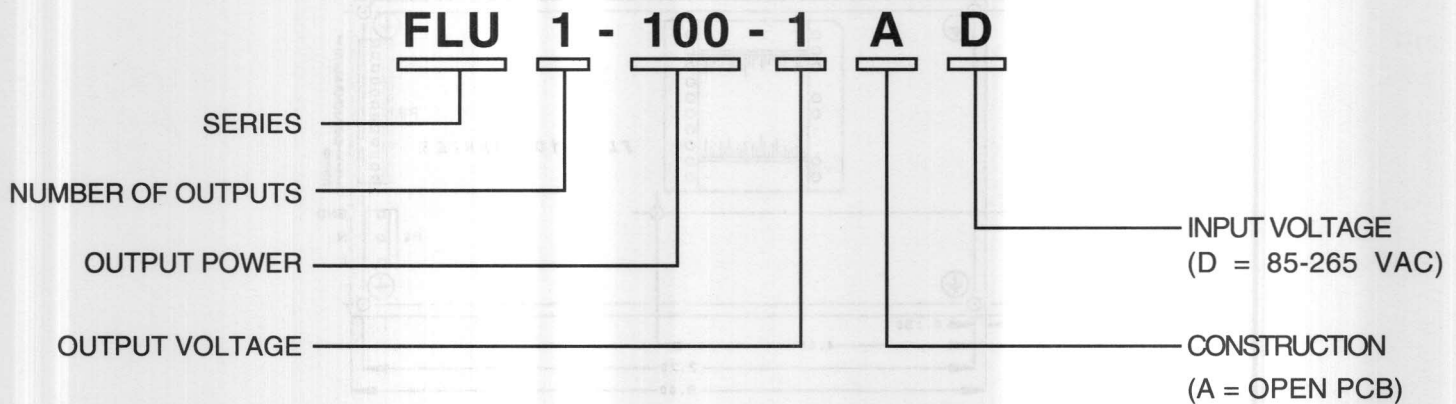 FLU 1 - 100 - 1 A D
SERIES
NUMBER OF OUTPUTS
OUTPUT POWER
OUTPUT VOLTAGE
INPUT VOLTAGE
(D = 85-265 VAC)
CONSTRUCTION
(A = OPEN PCB)